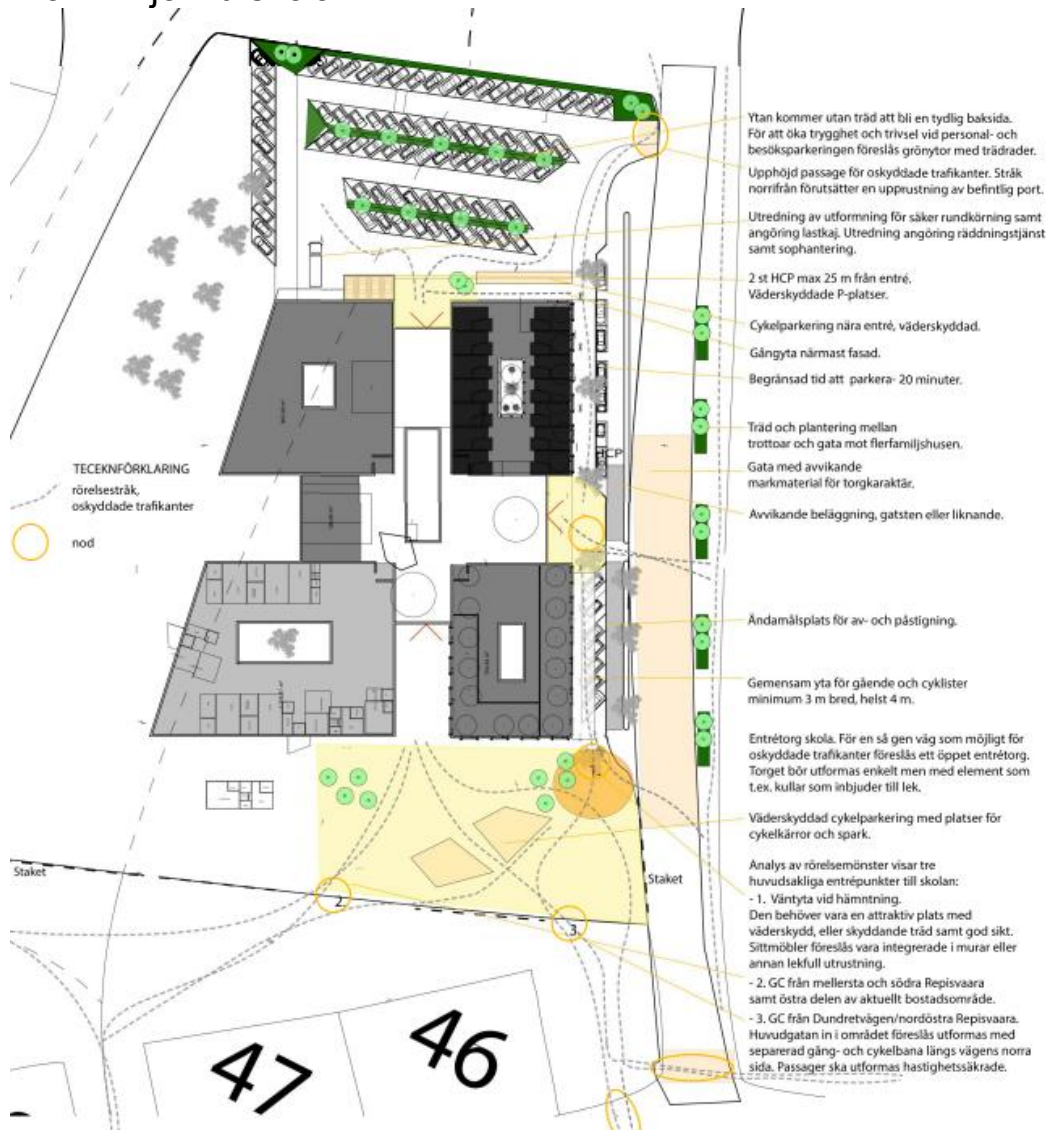 Ytan kommer utan träd att bli en tydlig baksida.
För att öka trygghet och trivsel vid personal- och
besöksparkeringen föreslås grönytor med trädrader.
Upphöjd passage för oskyddade trafikanter. Stråk
norrifrån förutsätter en upprustning av befintlig port.
Utredning av utformning för säker rundkörning samt
angöring lastkaj. Utredning angöring räddningstjänst
samt sophantering.
2 st HCP max 25 m från entré.
Väderskyddade P-platser.
Cykelparkering nära entré, väderskyddad.
Gångyta närmast fasad.
Begränsad tid att parkera- 20 minuter.
Träd och plantering mellan
trottoar och gata mot flerfamiljshusen.
Gata med avvikande
markmaterial för torgkaraktär.
Avvikande beläggning, gatsten eller liknande.
Ändamålsplats för av- och påstigning.
Gemensam yta för gående och cyklister
minimum 3 m bred, helst 4 m.
Entrétorg skola. För en så gen väg som möjligt för
oskyddade trafikanter föreslås ett öppet entrétorg.
Torget bör utformas enkelt men med element som
t.ex. kullar som inbjuder till lek.
Väderskyddad cykelparkering med platser för
cykelkärror och spark.
Analys av rörelsemönster visar tre
huvudsakliga entrépunkter till skolan:
- 1. Väntyta vid hämntning.
Den behöver vara en attraktiv plats med
väderskydd, eller skyddande träd samt god sikt.
Sittmöbler föreslås vara integrerade i murar eller
annan lekfull utrustning.
- 2. GC från mellersta och södra Repisvaara
samt östra delen av aktuellt bostadsområde.
- 3. GC från Dundretvägen/nordöstra Repisvaara.
Huvudgatan in i området föreslås utformas med
separerad gång- och cykelbana längs vägens norra
sida. Passager ska utformas hastighetssäkrade.
TECEKNFÖRKLARING
rörelsestråk,
oskyddade trafikanter
nod
HCP
1.
Staket
Staket
2.
3.
47
46